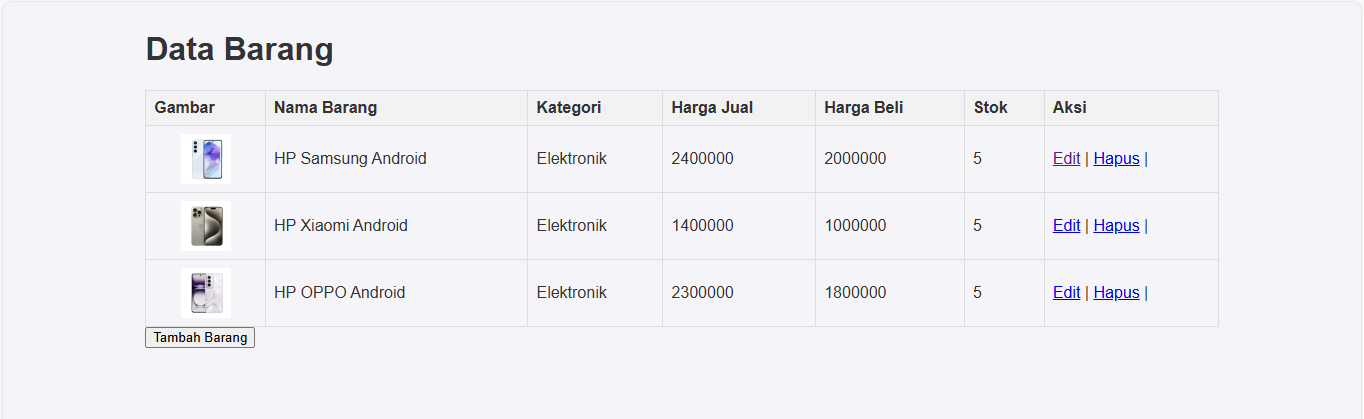 Data Barang
Gambar Nama Barang Kategori Harga Jual Harga Beli Stok Aksi
HP Samsung Android Elektronik 2400000 2000000 5 Edit | Hapus |
HP Xiaomi Android Elektronik 1400000 1000000 5 Edit | Hapus |
HP OPPO Android Elektronik 2300000 1800000 5 Edit | Hapus |
Tambah Barang